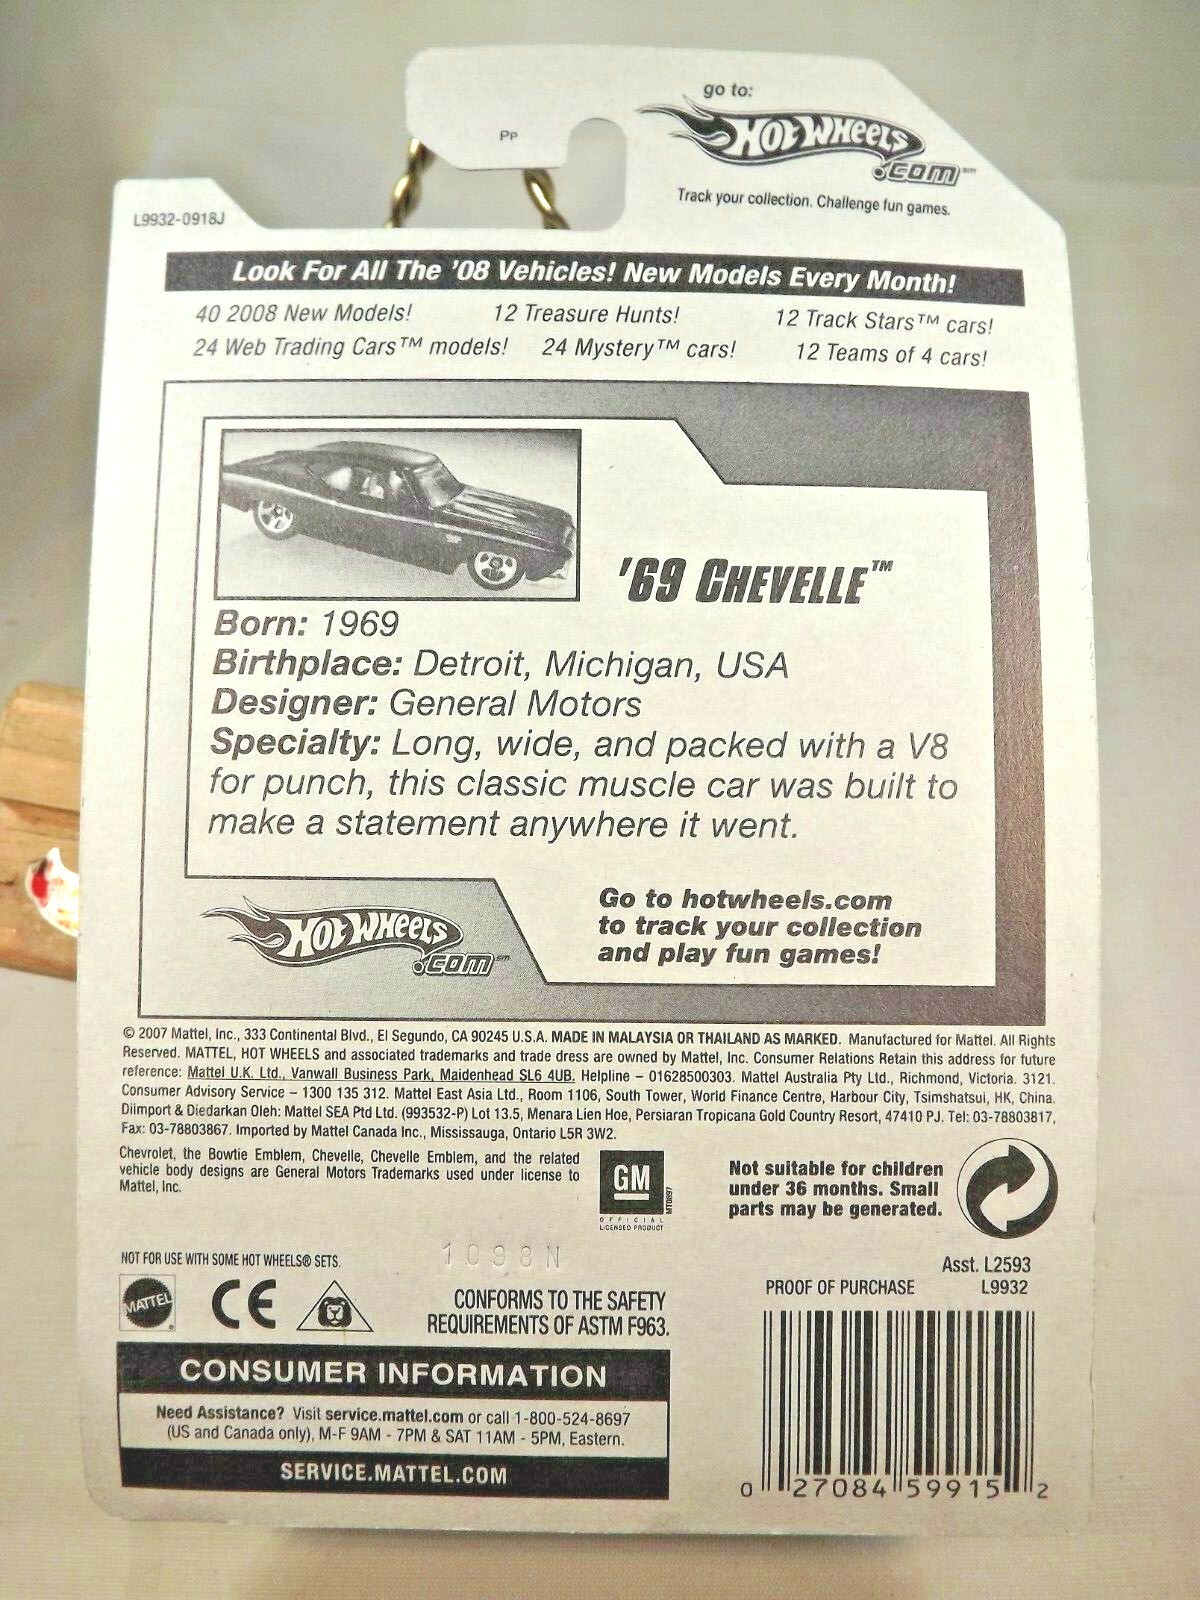 go to:
Hot Wheels
.com℠
Track your collection. Challenge fun games.
PP
L9932-0918J
Look For All The '08 Vehicles! New Models Every Month!
40 2008 New Models! 12 Treasure Hunts! 12 Track Stars™ cars!
24 Web Trading Cars™ models! 24 Mystery™ cars! 12 Teams of 4 cars!
'69 CHEVELLE™
Born: 1969
Birthplace: Detroit, Michigan, USA
Designer: General Motors
Specialty: Long, wide, and packed with a V8
for punch, this classic muscle car was built to
make a statement anywhere it went.
Hot Wheels
.com℠
Go to hotwheels.com
to track your collection
and play fun games!
© 2007 Mattel, Inc., 333 Continental Blvd., El Segundo, CA 90245 U.S.A. MADE IN MALAYSIA OR THAILAND AS MARKED. Manufactured for Mattel. All Rights
Reserved. MATTEL, HOT WHEELS and associated trademarks and trade dress are owned by Mattel, Inc. Consumer Relations Retain this address for future
reference: Mattel U.K. Ltd., Vanwall Business Park, Maidenhead SL6 4UB. Helpline – 01628500303. Mattel Australia Pty Ltd., Richmond, Victoria. 3121.
Consumer Advisory Service – 1300 135 312. Mattel East Asia Ltd., Room 1106, South Tower, World Finance Centre, Harbour City, Tsimshatsui, HK, China.
Diimport & Diedarkan Oleh: Mattel SEA Ptd Ltd. (993532-P) Lot 13.5, Menara Lien Hoe, Persiaran Tropicana Gold Country Resort, 47410 PJ. Tel: 03-78803817,
Fax: 03-78803867. Imported by Mattel Canada Inc., Mississauga, Ontario L5R 3W2.
Chevrolet, the Bowtie Emblem, Chevelle, Chevelle Emblem, and the related
vehicle body designs are General Motors Trademarks used under license to
Mattel, Inc.
GM
MT0897
OFFICIAL
LICENSED PRODUCT
Not suitable for children
under 36 months. Small
parts may be generated.
1098N
NOT FOR USE WITH SOME HOT WHEELS® SETS.
MATTEL®
CE
CONFORMS TO THE SAFETY
REQUIREMENTS OF ASTM F963.
Asst. L2593
PROOF OF PURCHASE L9932
CONSUMER INFORMATION
Need Assistance? Visit service.mattel.com or call 1-800-524-8697
(US and Canada only), M-F 9AM - 7PM & SAT 11AM - 5PM, Eastern.
SERVICE.MATTEL.COM
0 27084 59915 2